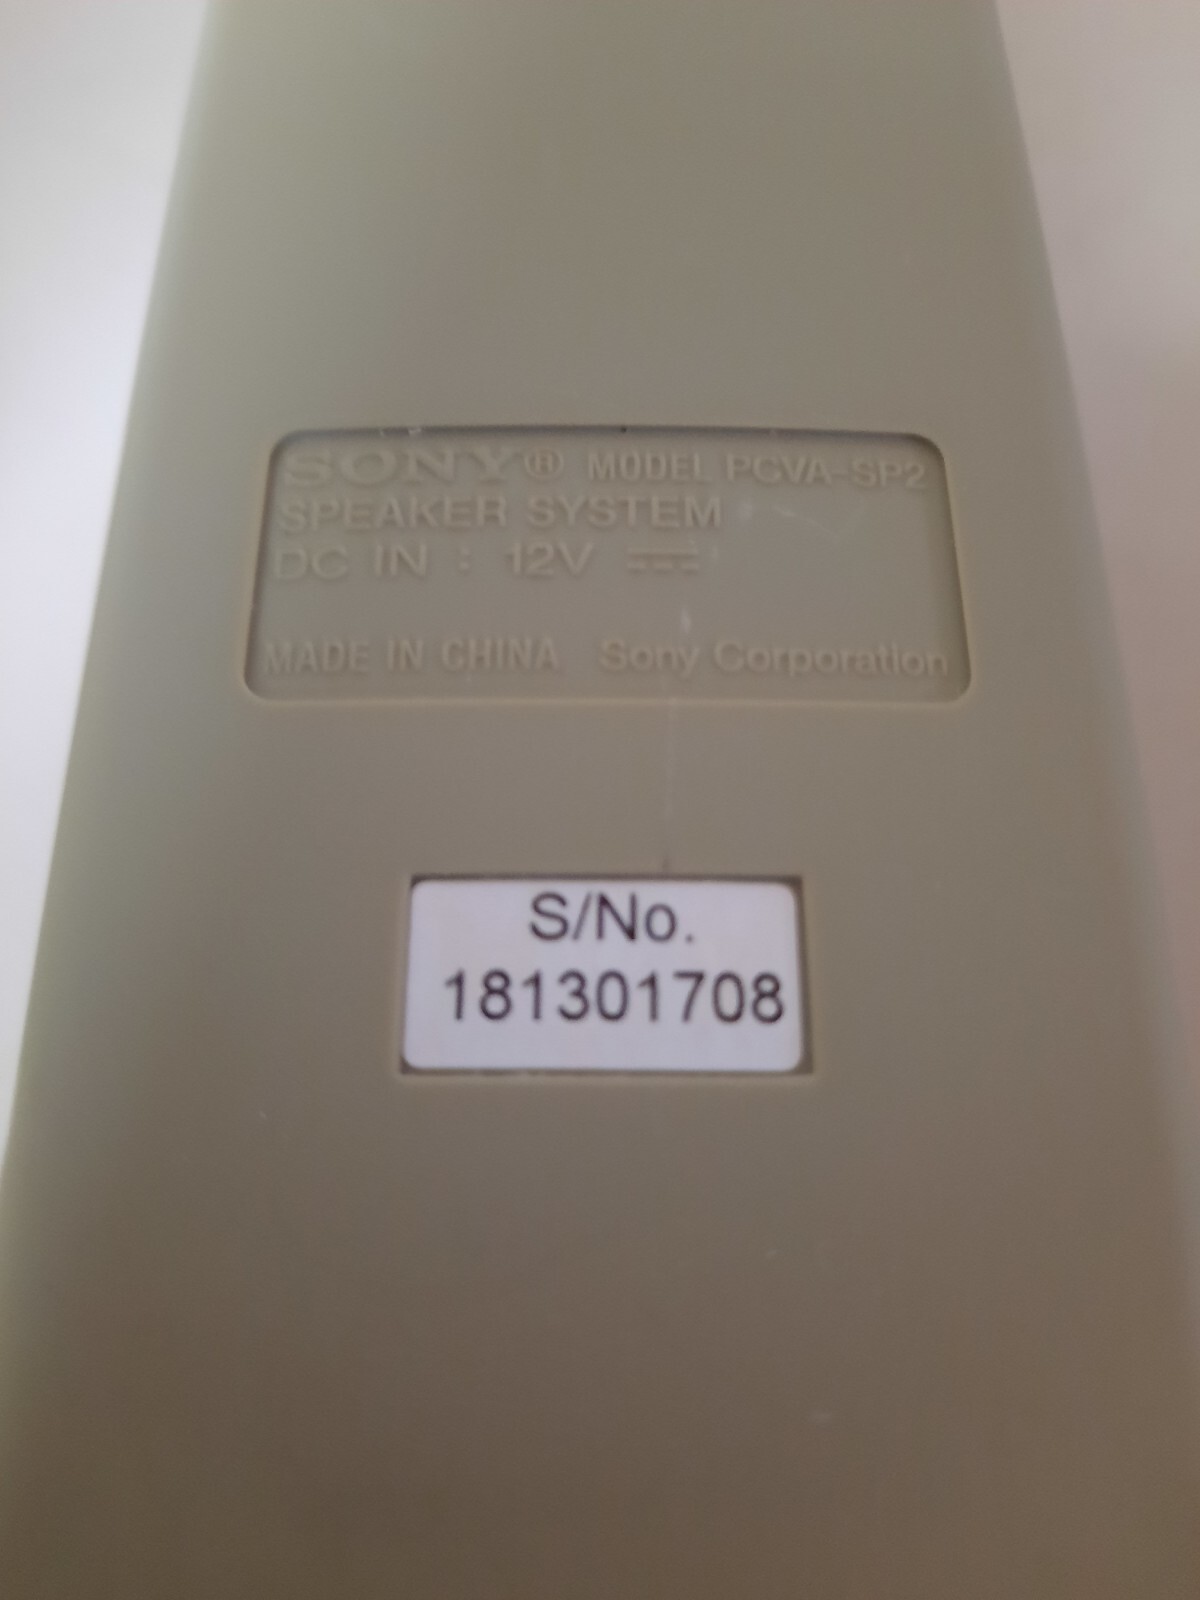 SONY® MODEL PCVA-SP2
SPEAKER SYSTEM
DC IN : 12V ⎓
MADE IN CHINA Sony Corporation
S/No.
181301708